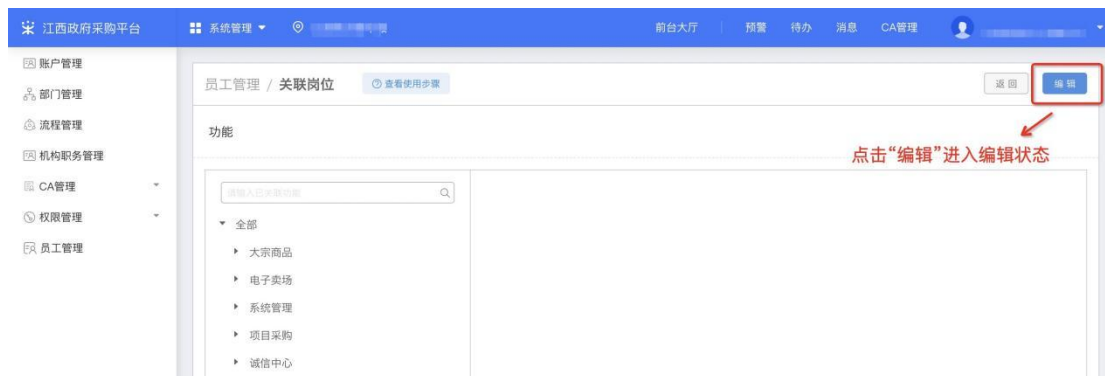 江西政府采购平台 系统管理 前台大厅 预警 待办 消息 CA管理
账户管理
部门管理
流程管理
机构职务管理
CA管理
权限管理
员工管理
员工管理 / 关联岗位 查看使用步骤 返回 编辑
功能
点击“编辑”进入编辑状态
全部
大宗商品
电子卖场
系统管理
项目采购
诚信中心